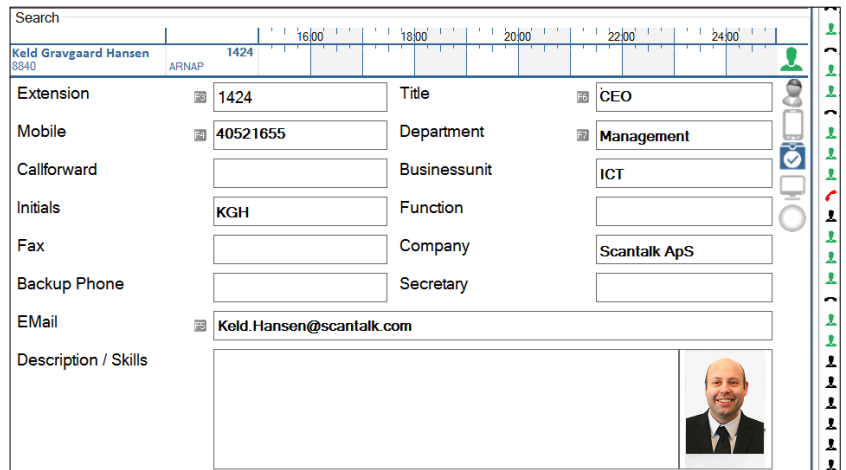 Search
16:00 18:00 20:00 22:00 24:00
Keld Gravgaard Hansen 1424
8840 ARNAP
Extension F3 1424 Title F6 CEO
Mobile F4 40521655 Department F7 Management
Callforward Businessunit ICT
Initials KGH Function
Fax Company Scantalk ApS
Backup Phone Secretary
EMail F5 Keld.Hansen@scantalk.com
Description / Skills